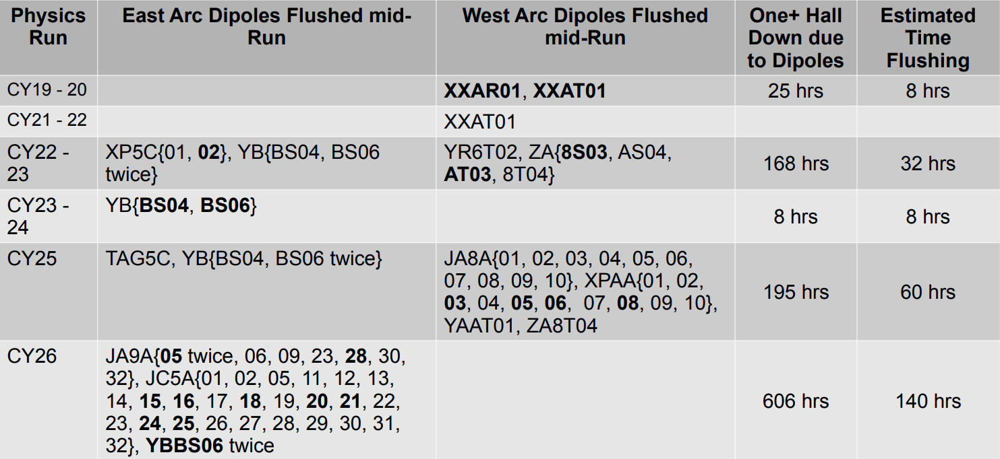 Physics Run East Arc Dipoles Flushed mid-Run West Arc Dipoles Flushed mid-Run One+ Hall Down due to Dipoles Estimated Time Flushing
CY19 - 20 XXAR01, XXAT01 25 hrs 8 hrs
CY21 - 22 XXAT01
CY22 -
23
XP5C{01, 02}, YB{BS04, BS06
twice}
YR6T02, ZA{8S03, AS04,
AT03, 8T04}
168 hrs
32 hrs
CY23 -
24
YB{BS04, BS06}
8 hrs
8 hrs
CY25
TAG5C, YB{BS04, BS06 twice}
JA8A{01, 02, 03, 04, 05, 06,
07, 08, 09, 10}, XPAA{01, 02,
03, 04, 05, 06, 07, 08, 09, 10},
YAAT01, ZA8T04
195 hrs
60 hrs
CY26
JA9A{05 twice, 06, 09, 23, 28, 30,
32}, JC5A{01, 02, 05, 11, 12, 13,
14, 15, 16, 17, 18, 19, 20, 21, 22,
23, 24, 25, 26, 27, 28, 29, 30, 31,
32}, YBBS06 twice
606 hrs
140 hrs